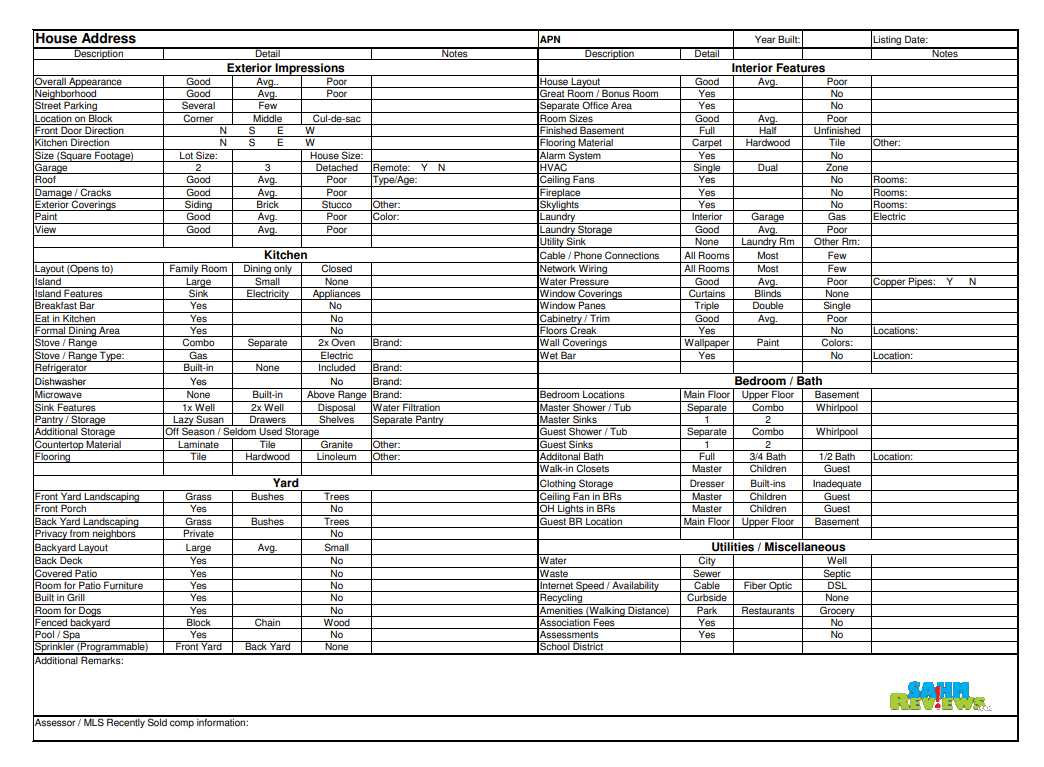 House Address APN Year Built: Listing Date:
Description Detail Notes Description Detail Notes
Exterior Impressions
Overall Appearance Good Avg.. Poor
Neighborhood Good Avg. Poor
Street Parking Several Few
Location on Block Corner Middle Cul-de-sac
Front Door Direction N S E W
Kitchen Direction N S E W
Size (Square Footage) Lot Size: House Size:
Garage 2 3 Detached Remote: Y N
Roof Good Avg. Poor Type/Age:
Damage / Cracks Good Avg. Poor
Exterior Coverings Siding Brick Stucco Other:
Paint Good Avg. Poor Color:
View Good Avg. Poor
Kitchen
Layout (Opens to) Family Room Dining only Closed
Island Large Small None
Island Features Sink Electricity Appliances
Breakfast Bar Yes No
Eat in Kitchen Yes No
Formal Dining Area Yes No
Stove / Range Combo Separate 2x Oven Brand:
Stove / Range Type: Gas Electric
Refrigerator Built-in None Included Brand:
Dishwasher Yes No Brand:
Microwave None Built-in Above Range Brand:
Sink Features 1x Well 2x Well Disposal Water Filtration
Pantry / Storage Lazy Susan Drawers Shelves Separate Pantry
Additional Storage Off Season / Seldom Used Storage
Countertop Material Laminate Tile Granite Other:
Flooring Tile Hardwood Linoleum Other:
Yard
Front Yard Landscaping Grass Bushes Trees
Front Porch Yes No
Back Yard Landscaping Grass Bushes Trees
Privacy from neighbors Private No
Backyard Layout Large Avg. Small
Back Deck Yes No
Covered Patio Yes No
Room for Patio Furniture Yes No
Built in Grill Yes No
Room for Dogs Yes No
Fenced backyard Block Chain Wood
Pool / Spa Yes No
Sprinkler (Programmable) Front Yard Back Yard None
Interior Features
House Layout Good Avg. Poor
Great Room / Bonus Room Yes No
Separate Office Area Yes No
Room Sizes Good Avg. Poor
Finished Basement Full Half Unfinished
Flooring Material Carpet Hardwood Tile Other:
Alarm System Yes No
HVAC Single Dual Zone
Ceiling Fans Yes No Rooms:
Fireplace Yes No Rooms:
Skylights Yes No Rooms:
Laundry Interior Garage Gas Electric
Laundry Storage Good Avg. Poor
Utility Sink None Laundry Rm Other Rm:
Cable / Phone Connections All Rooms Most Few
Network Wiring All Rooms Most Few
Water Pressure Good Avg. Poor Copper Pipes: Y N
Window Coverings Curtains Blinds None
Window Panes Triple Double Single
Cabinetry / Trim Good Avg. Poor
Floors Creak Yes No Locations:
Wall Coverings Wallpaper Paint Colors:
Wet Bar Yes No Location:
Bedroom / Bath
Bedroom Locations Main Floor Upper Floor Basement
Master Shower / Tub Separate Combo Whirlpool
Master Sinks 1 2
Guest Shower / Tub Separate Combo Whirlpool
Guest Sinks 1 2
Additonal Bath Full 3/4 Bath 1/2 Bath Location:
Walk-in Closets Master Children Guest
Clothing Storage Dresser Built-ins Inadequate
Ceiling Fan in BRs Master Children Guest
OH Lights in BRs Master Children Guest
Guest BR Location Main Floor Upper Floor Basement
Utilities / Miscellaneous
Water City Well
Waste Sewer Septic
Internet Speed / Availability Cable Fiber Optic DSL
Recycling Curbside None
Amenities (Walking Distance) Park Restaurants Grocery
Association Fees Yes No
Assessments Yes No
School District
Additional Remarks:
SAHM
REVIEWS
Assessor / MLS Recently Sold comp information: